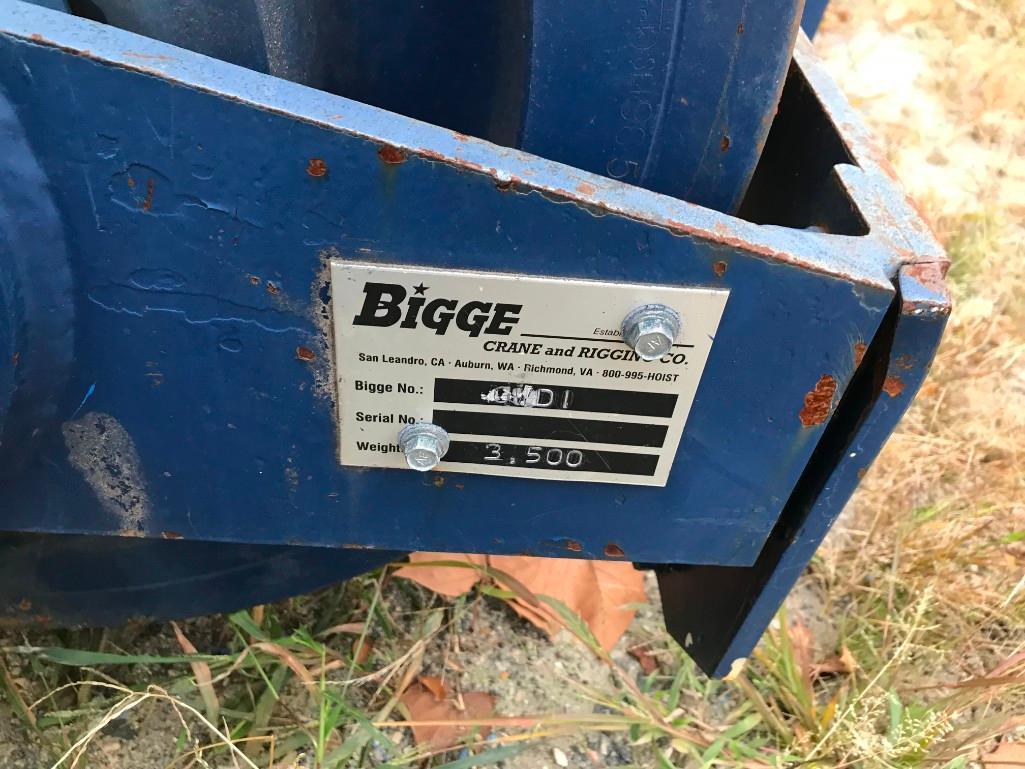 BIGGE
CRANE and RIGGING CO.
San Leandro, CA · Auburn, WA · Richmond, VA · 800-995-HOIST
Bigge No.:
Serial No.:
Weight
3,500